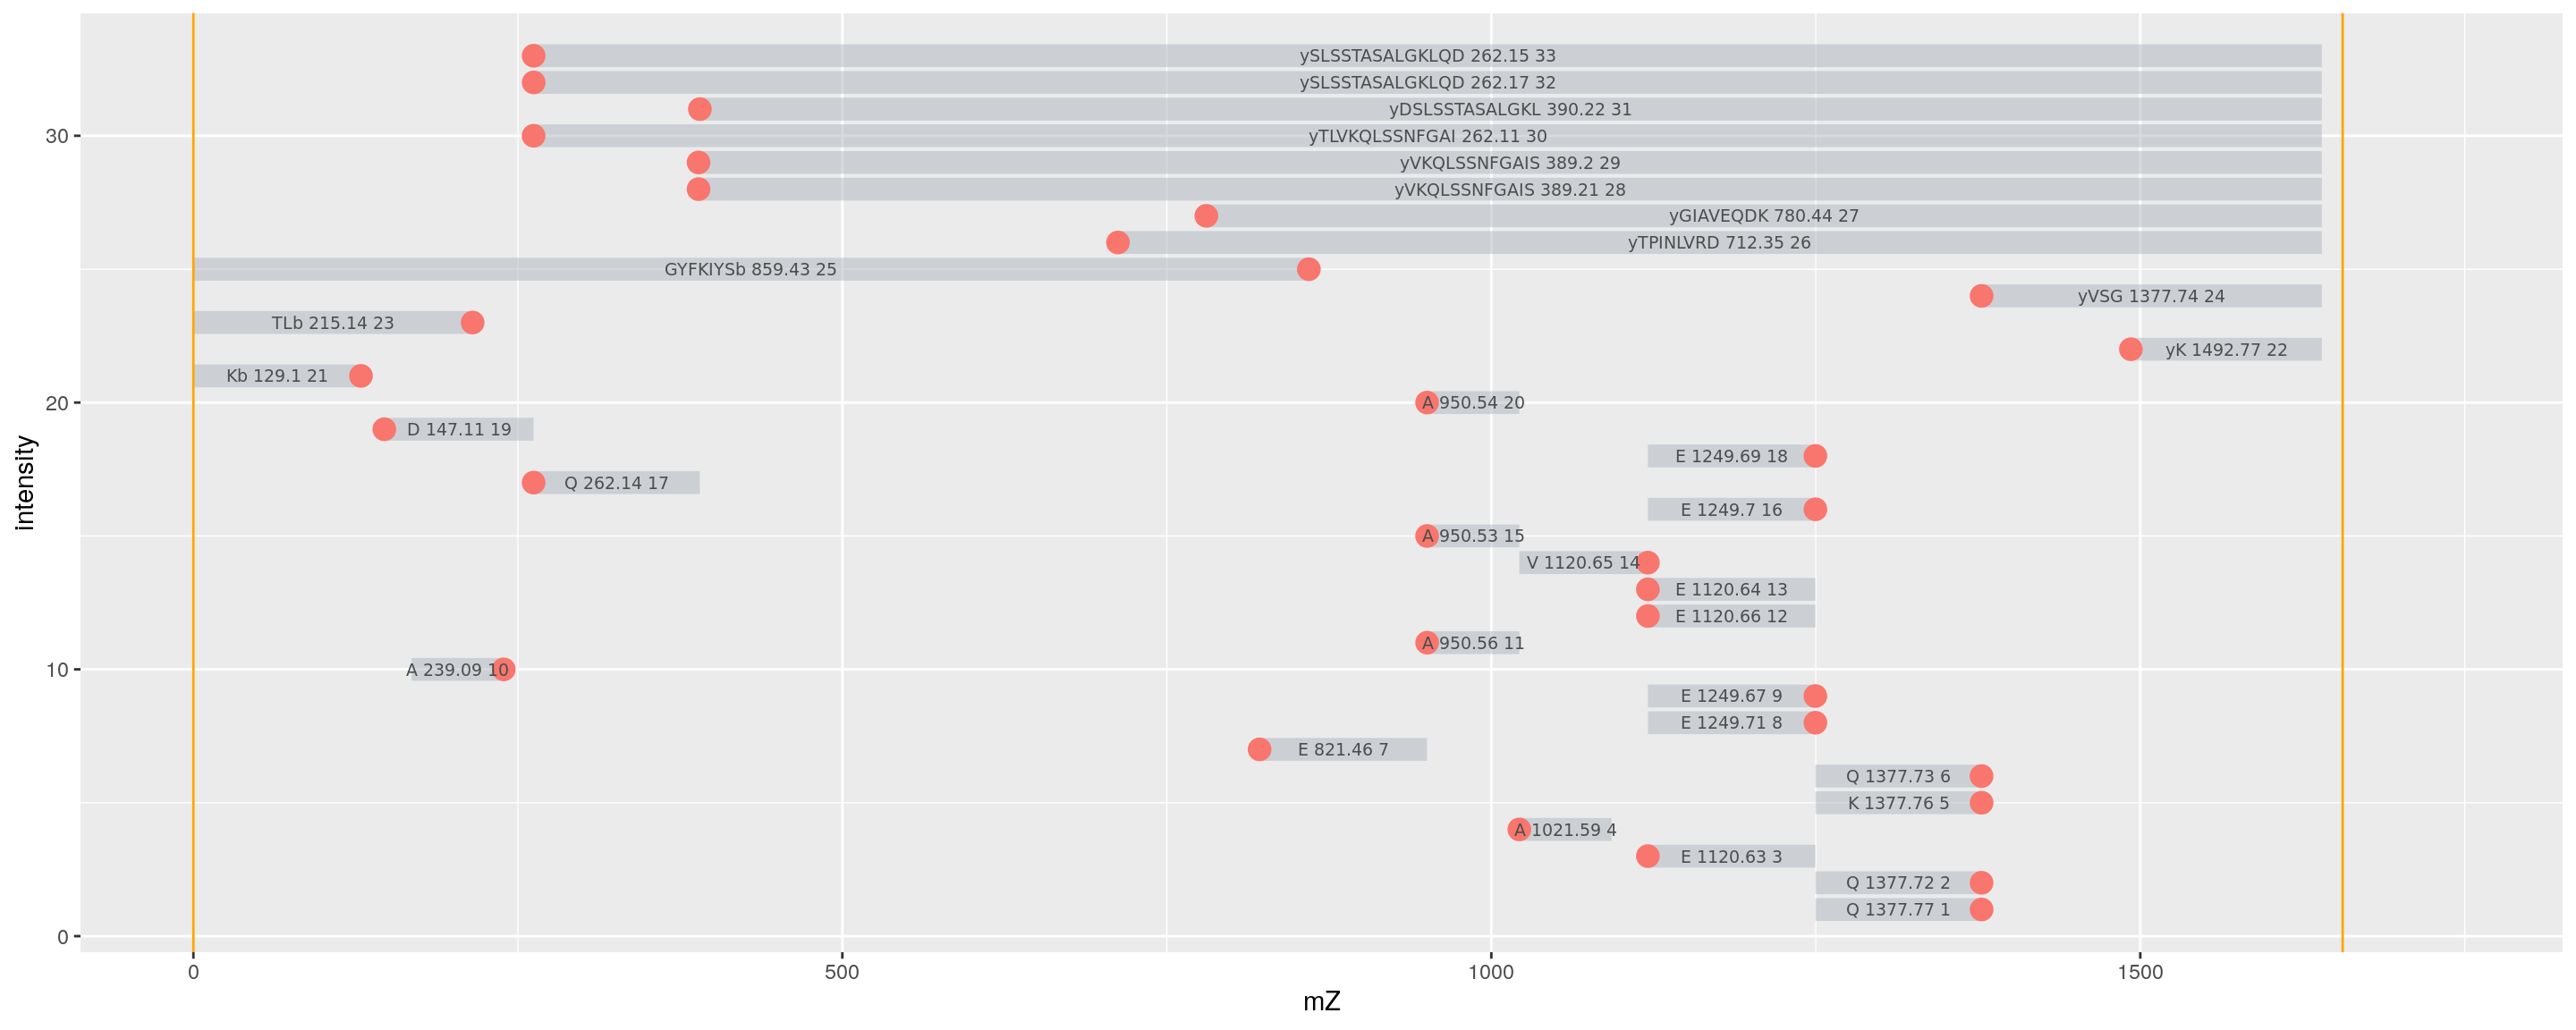 ySLSSTASALGKLQD 262.15 33
ySLSSTASALGKLQD 262.17 32
yDSLSSTASALGKL 390.22 31
30
yTLVKQLSSNFGAI 262.11 30
yVKQLSSNFGAIS 389.2 29
yVKQLSSNFGAIS 389.21 28
yGIAVEQDK 780.44 27
yTPINLVRD 712.35 26
GYFKIYSb 859.43 25
yVSG 1377.74 24
TLb 215.14 23
yK 1492.77 22
Kb 129.1 21
20
A 950.54 20
D 147.11 19
E 1249.69 18
Q 262.14 17
intensity
E 1249.7 16
A 950.53 15
V 1120.65 14
E 1120.64 13
E 1120.66 12
A 950.56 11
10
A 239.09 10
E 1249.67 9
E 1249.71 8
E 821.46 7
Q 1377.73 6
K 1377.76 5
A 1021.59 4
E 1120.63 3
Q 1377.72 2
Q 1377.77 1
0
0 500 1000 1500
mZ